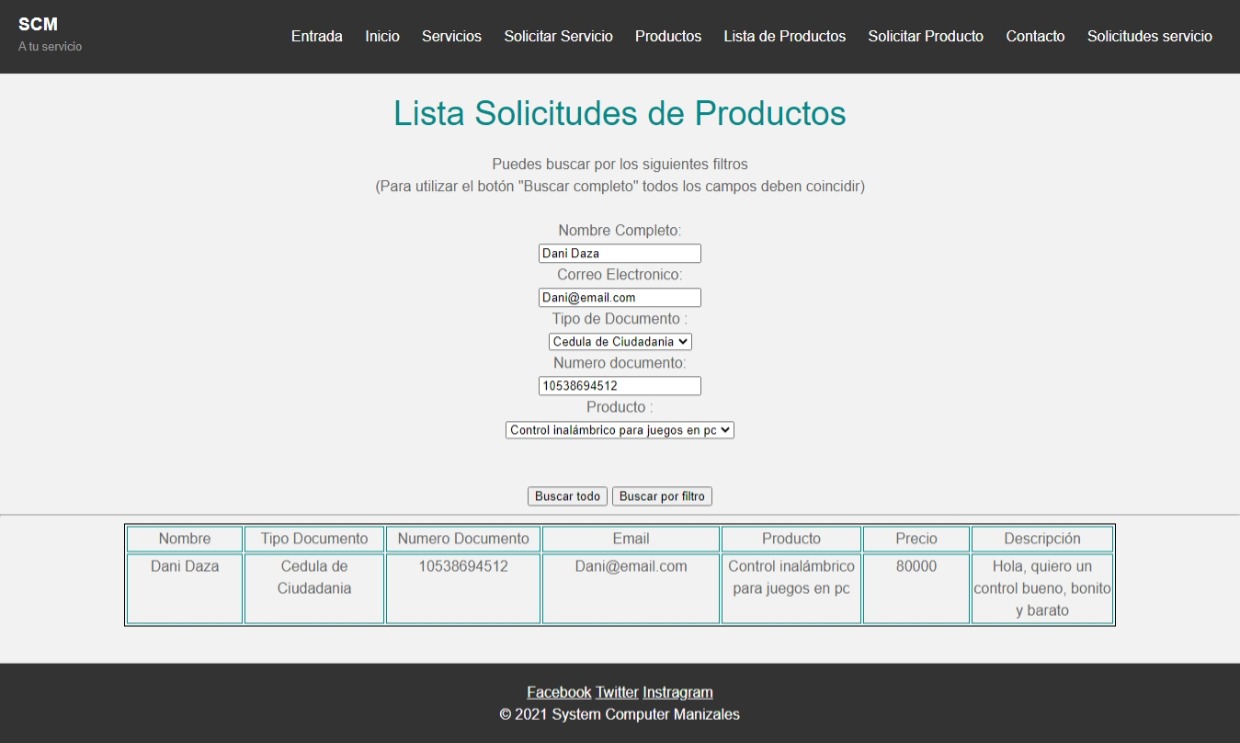 SCM
A tu servicio
Entrada Inicio Servicios Solicitar Servicio Productos Lista de Productos Solicitar Producto Contacto Solicitudes servicio
Lista Solicitudes de Productos
Puedes buscar por los siguientes filtros
(Para utilizar el botón "Buscar completo" todos los campos deben coincidir)
Nombre Completo:
Dani Daza
Correo Electronico:
Dani@email.com
Tipo de Documento :
Cedula de Ciudadania
Numero documento:
10538694512
Producto :
Control inalámbrico para juegos en pc
Buscar todo Buscar por filtro
Nombre Tipo Documento Numero Documento Email Producto Precio Descripción
Dani Daza Cedula de 10538694512 Dani@email.com Control inalámbrico 80000 Hola, quiero un
Ciudadania para juegos en pc control bueno, bonito
y barato
Facebook Twitter Instragram
© 2021 System Computer Manizales